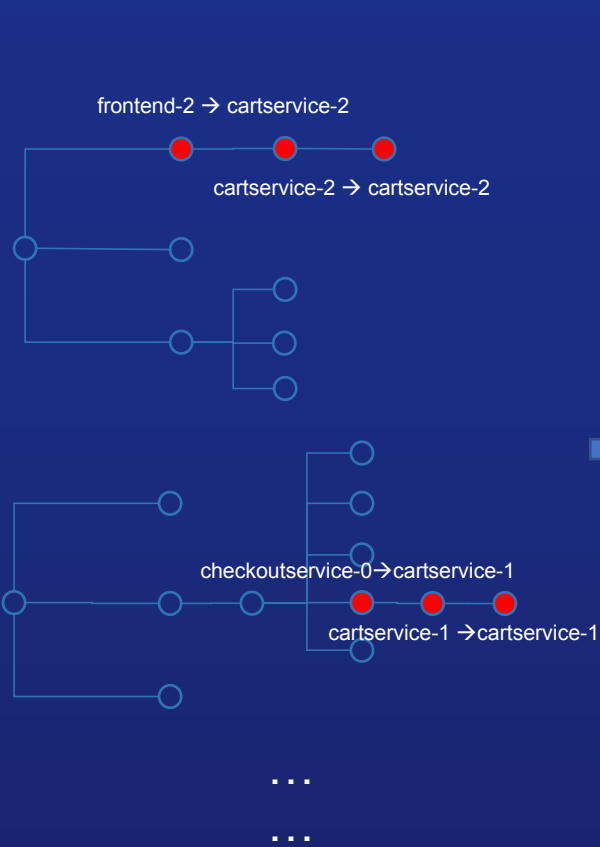 frontend-2 → cartservice-2
cartservice-2 → cartservice-2
checkoutservice-0→cartservice-1
cartservice-1 →cartservice-1
...
...